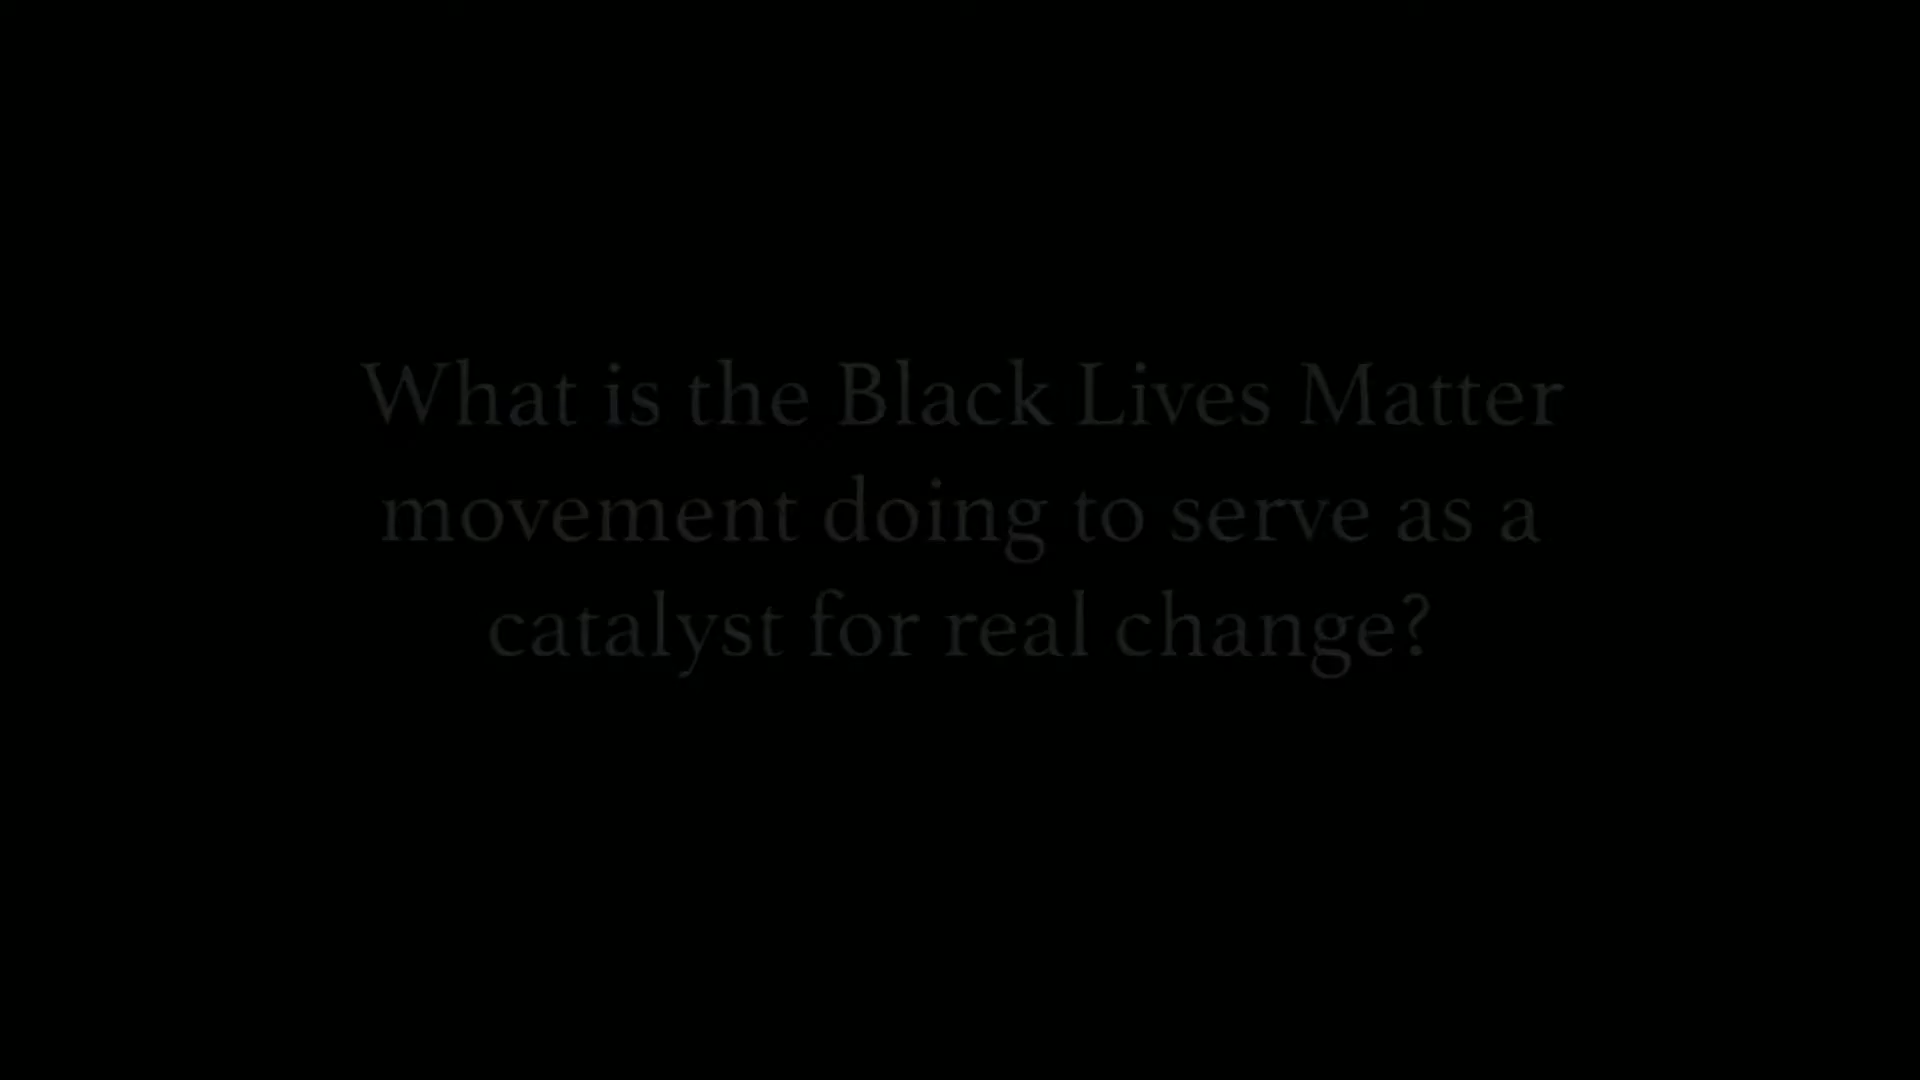 What is the Black Lives Matter
movement doing to serve as a
catalyst for real change?